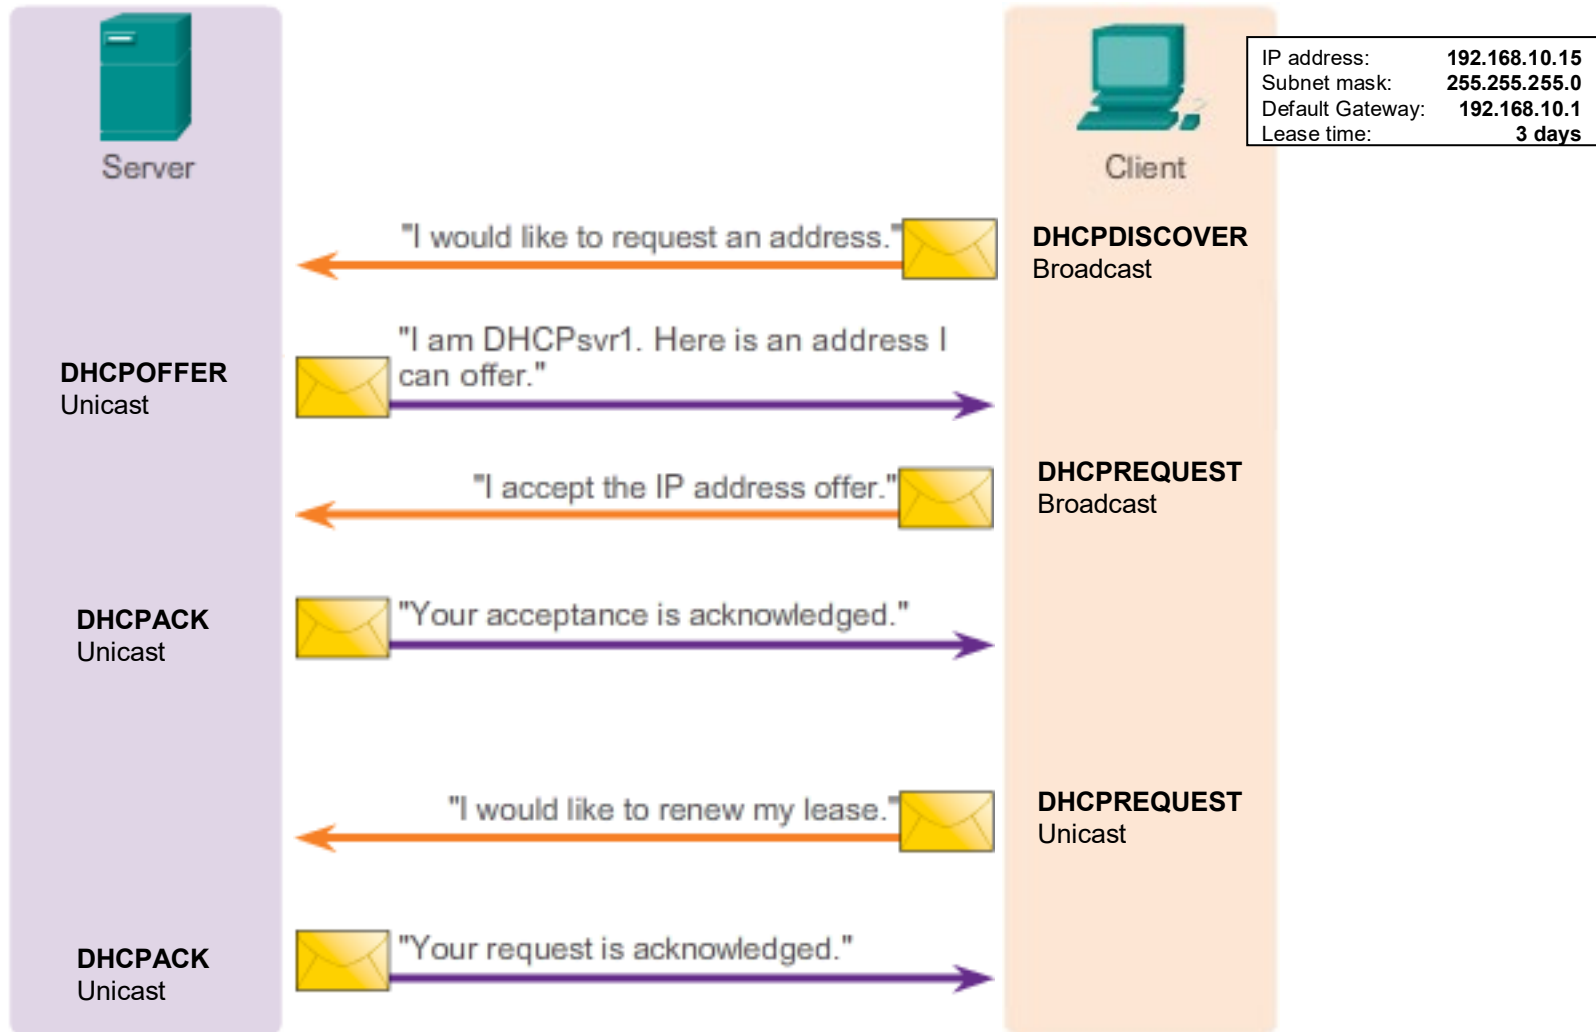 Server
Client
IP address: 192.168.10.15
Subnet mask: 255.255.255.0
Default Gateway: 192.168.10.1
Lease time: 3 days
"I would like to request an address."
DHCPDISCOVER
Broadcast
"I am DHCPsvr1. Here is an address I
can offer."
DHCPOFFER
Unicast
"I accept the IP address offer."
DHCPREQUEST
Broadcast
DHCPACK
Unicast
"Your acceptance is acknowledged."
"I would like to renew my lease."
DHCPREQUEST
Unicast
DHCPACK
Unicast
"Your request is acknowledged."